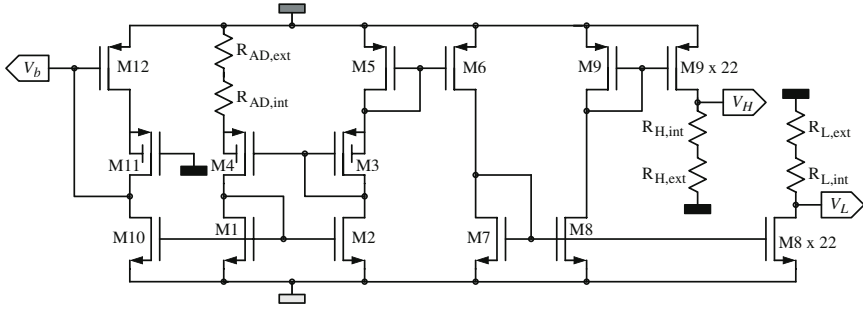 R_AD,ext
V_b
M12
M5
M6
M9
M9 x 22
R_AD,int
V_H
R_H,int
R_L,ext
M11
M4
M3
R_H,ext
R_L,int
V_L
M10
M1
M2
M7
M8
M8 x 22